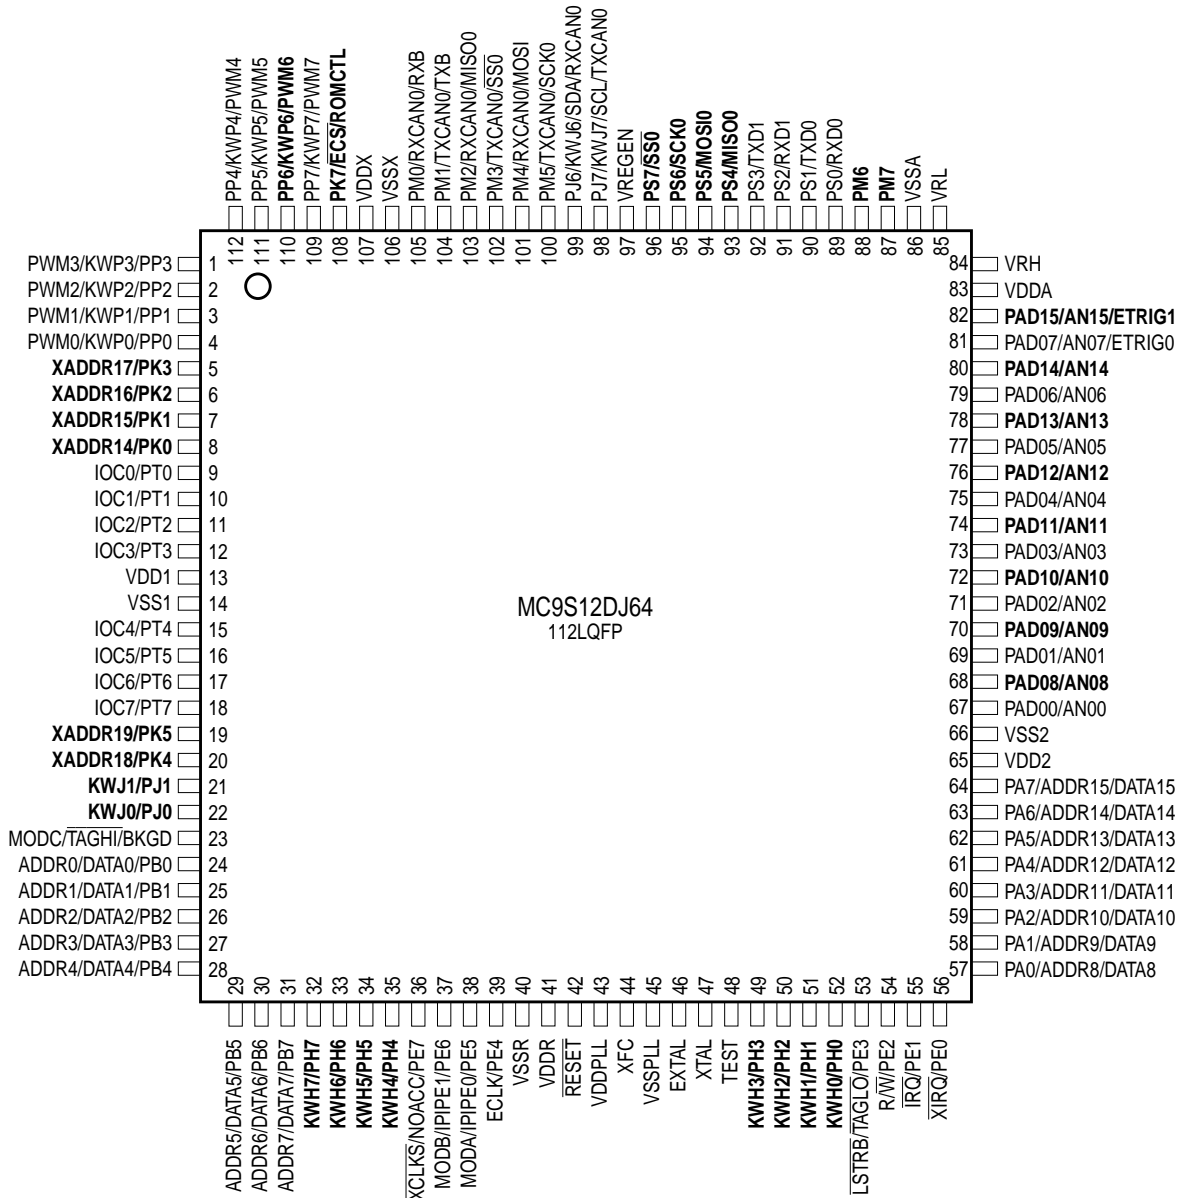 PP4/KWP4/PWM4
PP5/KWP5/PWM5
PP6/KWP6/PWM6
PP7/KWP7/PWM7
PK7/ECS/ROMCTL
VDDX
VSSX
PM0/RXCAN0/RXB
PM1/TXCAN0/TXB
PM2/RXCAN0/MISO0
PM3/TXCAN0/SS0
PM4/RXCAN0/MOSI
PM5/TXCAN0/SCK0
PJ6/KWJ6/SDA/RXCAN0
PJ7/KWJ7/SCL/TXCAN0
VREGEN
PS7/SS0
PS6/SCK0
PS5/MOSI0
PS4/MISO0
PS3/TXD1
PS2/RXD1
PS1/TXD0
PS0/RXD0
PM6
PM7
VSSA
VRL
112
111
110
109
108
107
106
105
104
103
102
101
100
99
98
97
96
95
94
93
92
91
90
89
88
87
86
85
PWM3/KWP3/PP3 1
PWM2/KWP2/PP2 2
PWM1/KWP1/PP1 3
PWM0/KWP0/PP0 4
XADDR17/PK3 5
XADDR16/PK2 6
XADDR15/PK1 7
XADDR14/PK0 8
IOC0/PT0 9
IOC1/PT1 10
IOC2/PT2 11
IOC3/PT3 12
VDD1 13
VSS1 14
IOC4/PT4 15
IOC5/PT5 16
IOC6/PT6 17
IOC7/PT7 18
XADDR19/PK5 19
XADDR18/PK4 20
KWJ1/PJ1 21
KWJ0/PJ0 22
MODC/TAGHI/BKGD 23
ADDR0/DATA0/PB0 24
ADDR1/DATA1/PB1 25
ADDR2/DATA2/PB2 26
ADDR3/DATA3/PB3 27
ADDR4/DATA4/PB4 28
MC9S12DJ64
112LQFP
84 VRH
83 VDDA
82 PAD15/AN15/ETRIG1
81 PAD07/AN07/ETRIG0
80 PAD14/AN14
79 PAD06/AN06
78 PAD13/AN13
77 PAD05/AN05
76 PAD12/AN12
75 PAD04/AN04
74 PAD11/AN11
73 PAD03/AN03
72 PAD10/AN10
71 PAD02/AN02
70 PAD09/AN09
69 PAD01/AN01
68 PAD08/AN08
67 PAD00/AN00
66 VSS2
65 VDD2
64 PA7/ADDR15/DATA15
63 PA6/ADDR14/DATA14
62 PA5/ADDR13/DATA13
61 PA4/ADDR12/DATA12
60 PA3/ADDR11/DATA11
59 PA2/ADDR10/DATA10
58 PA1/ADDR9/DATA9
57 PA0/ADDR8/DATA8
29
30
31
32
33
34
35
36
37
38
39
40
41
42
43
44
45
46
47
48
49
50
51
52
53
54
55
56
ADDR5/DATA5/PB5
ADDR6/DATA6/PB6
ADDR7/DATA7/PB7
KWH7/PH7
KWH6/PH6
KWH5/PH5
KWH4/PH4
XCLKS/NOACC/PE7
MODB/IPIPE1/PE6
MODA/IPIPE0/PE5
ECLK/PE4
VSSR
VDDR
RESET
VDDPLL
XFC
VSSPLL
EXTAL
XTAL
TEST
KWH3/PH3
KWH2/PH2
KWH1/PH1
KWH0/PH0
LSTRB/TAGLO/PE3
R/W/PE2
IRQ/PE1
XIRQ/PE0